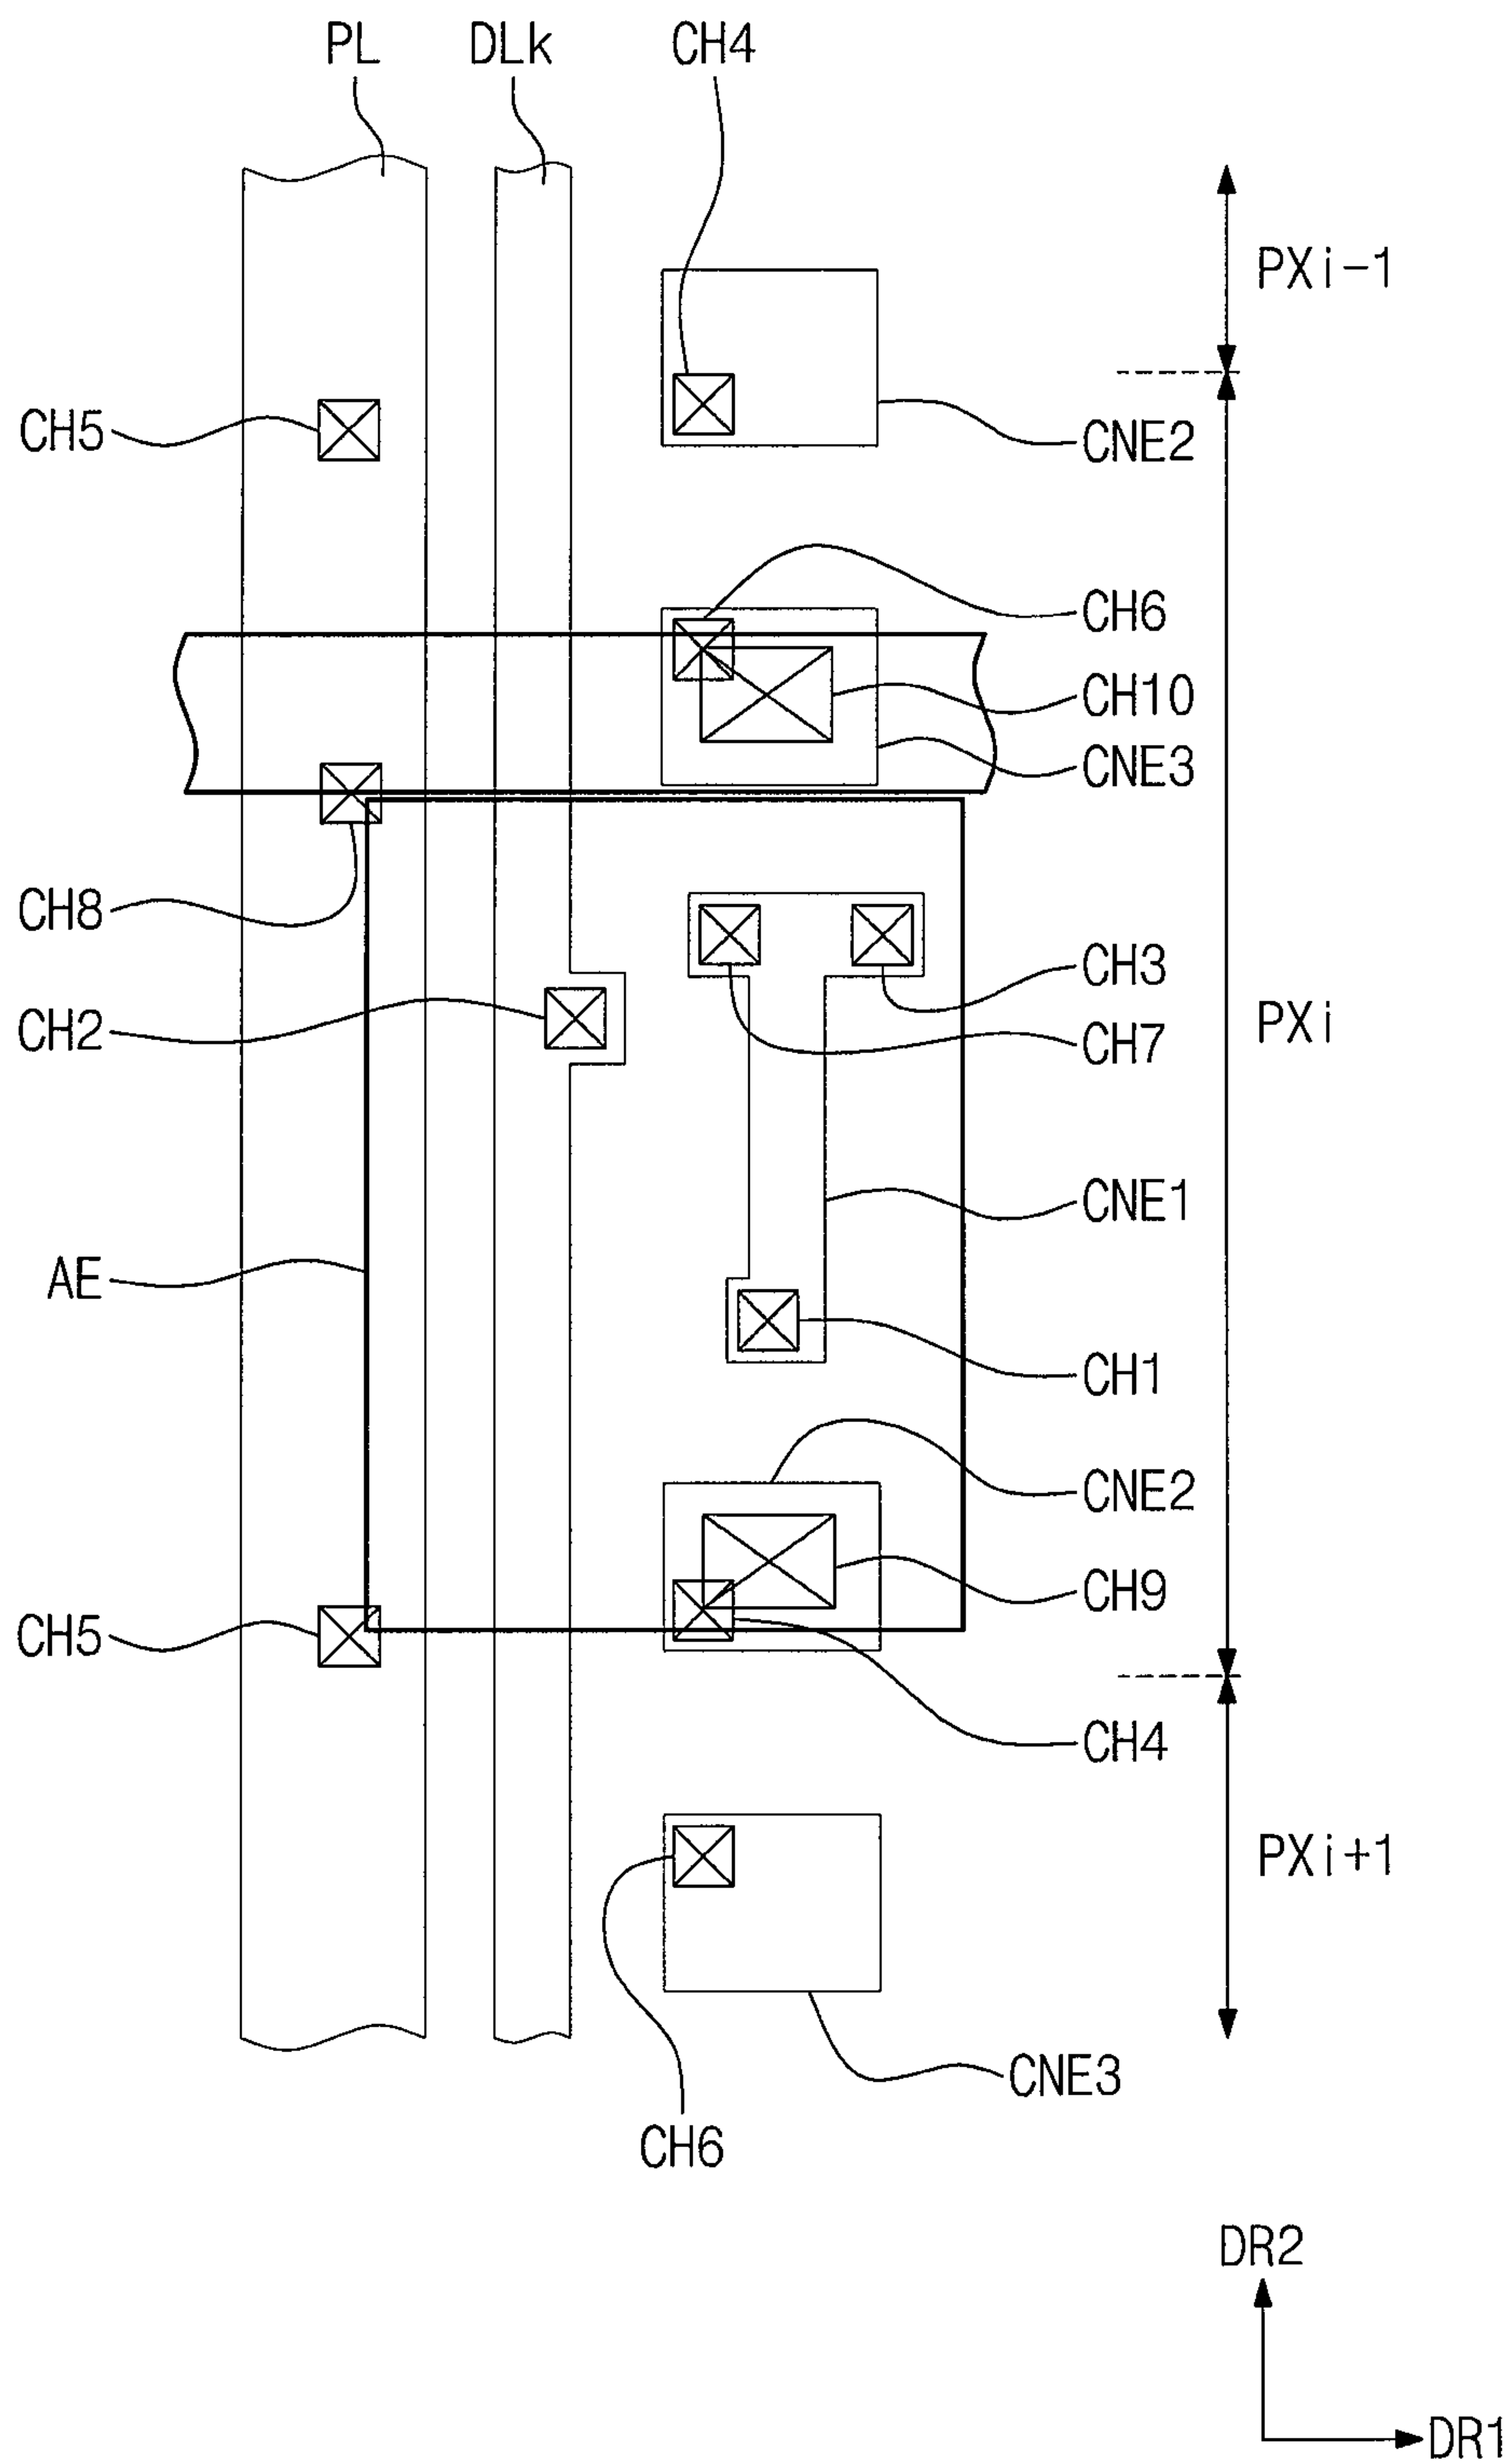 PL
DLk
CH4
PXi-1
CH5
CNE2
CH6
CH10
CNE3
CH8
CH3
CH2
PXi
CH7
CNE1
AE
CH1
CNE2
CH9
CH5
CH4
PXi+1
CNE3
CH6
DR2
DR1